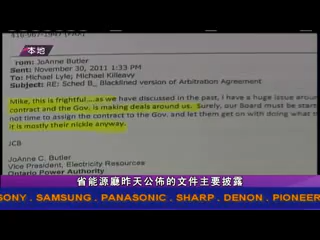 本地
From: JoAnne Butler
Sent: November 30, 2011 1:33 PM
To: Michael Lyle; Michael Killeavy
Subject: RE: Sched B_ Blacklined version of Arbitration Agreement
Mike, this is frightful....as we have discussed in the past, I have a huge issue around
contract and the Gov. is making deals around us. Surely, our Board must be start
not time to assign the contract to the Gov. and let them get on with doing what
it is mostly their nickle anyway.
JCB
JoAnne C. Butler
Vice President, Electricity Resources
Ontario Power Authority
省能源廳昨天公佈的文件主要披露
SONY . SAMSUNG . PANASONIC . SHARP . DENON . PIONEER